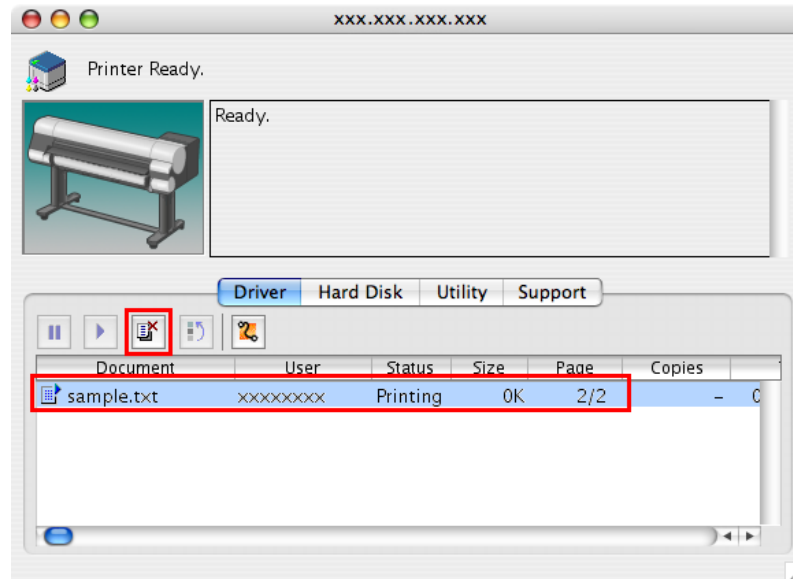 xxx.xxx.xxx.xxx
Printer Ready.
Ready.
Driver Hard Disk Utility Support
Document User Status Size Page Copies
sample.txt xxxxxxxx Printing 0K 2/2 –